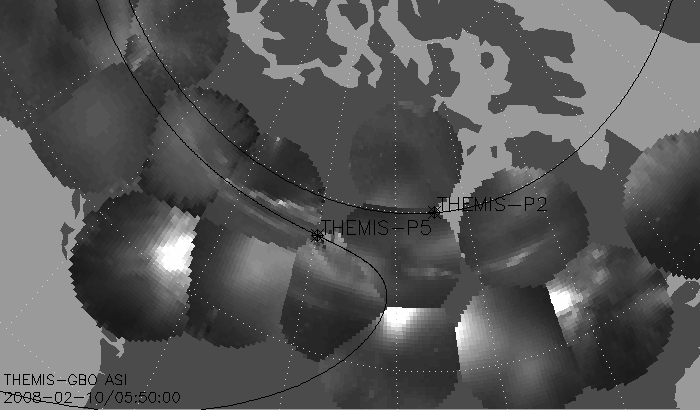 THEMIS-P2
THEMIS-P5
THEMIS-GBO ASI
2008-02-10/05:50:00